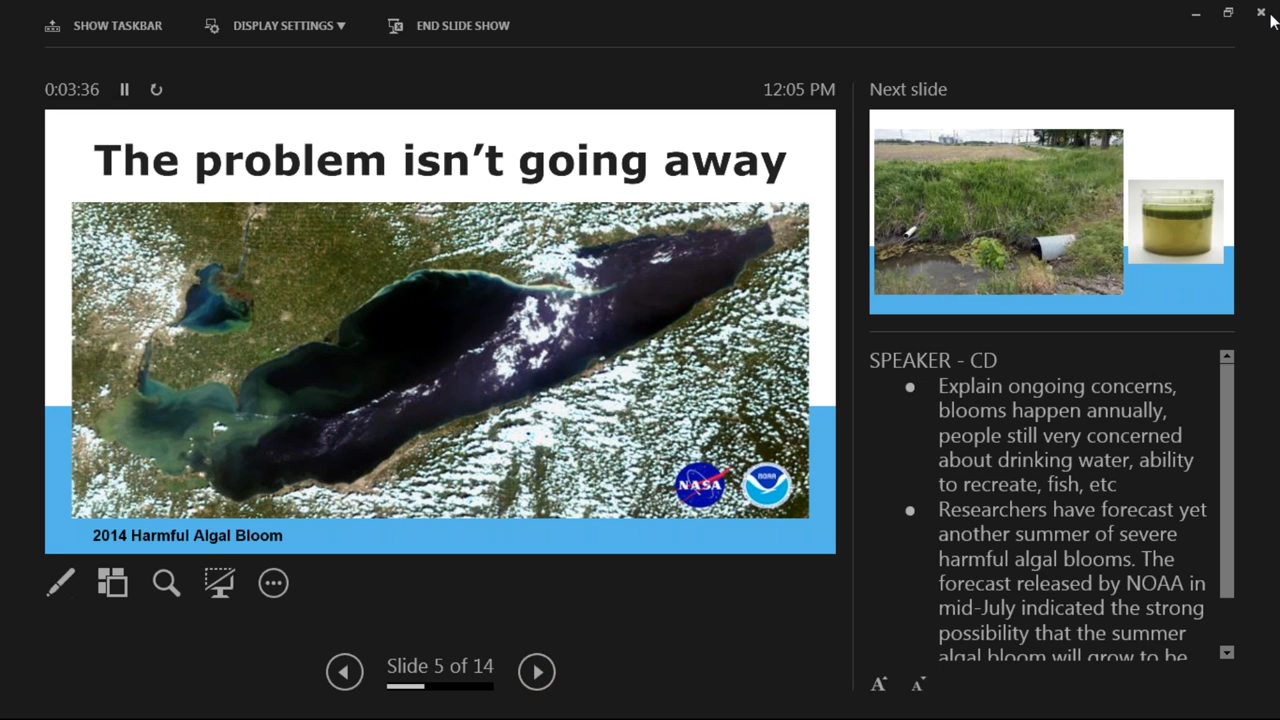 SHOW TASKBAR
DISPLAY SETTINGS ▼
END SLIDE SHOW
0:03:36
12:05 PM
The problem isn’t going away
NASA
NOAA
2014 Harmful Algal Bloom
Slide 5 of 14
Next slide
SPEAKER - CD
● Explain ongoing concerns,
blooms happen annually,
people still very concerned
about drinking water, ability
to recreate, fish, etc
● Researchers have forecast yet
another summer of severe
harmful algal blooms. The
forecast released by NOAA in
mid-July indicated the strong
possibility that the summer
algal bloom will grow to be
A A